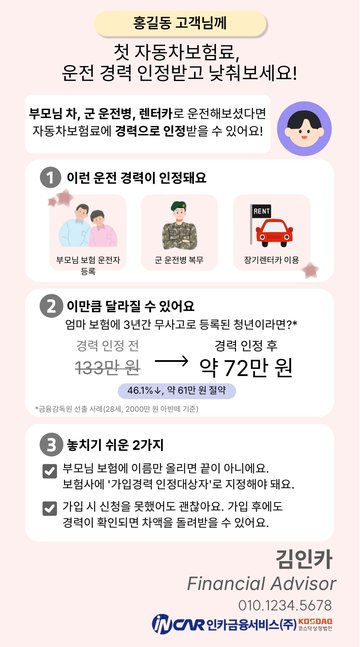 홍길동 고객님께
첫 자동차보험료,
운전 경력 인정받고 낮춰보세요!
부모님 차, 군 운전병, 렌터카로 운전해보셨다면
자동차보험료에 경력으로 인정받을 수 있어요!
1 이런 운전 경력이 인정돼요
RENT
부모님 보험 운전자
등록
군 운전병 복무
장기렌터카 이용
2 이만큼 달라질 수 있어요
엄마 보험에 3년간 무사고로 등록된 청년이라면?*
경력 인정 전
경력 인정 후
133만 원
약 72만 원
46.1%↓, 약 61만 원 절약
*금융감독원 선출 사례(28세, 2000만 원 아반떼 기준)
3 놓치기 쉬운 2가지
부모님 보험에 이름만 올리면 끝이 아니에요.
보험사에 '가입경력 인정대상자'로 지정해야 돼요.
가입 시 신청을 못했어도 괜찮아요. 가입 후에도
경력이 확인되면 차액을 돌려받을 수 있어요.
김인카
Financial Advisor
010.1234.5678
INCAR 인카금융서비스(주) KOSDAQ
코스닥상장법인